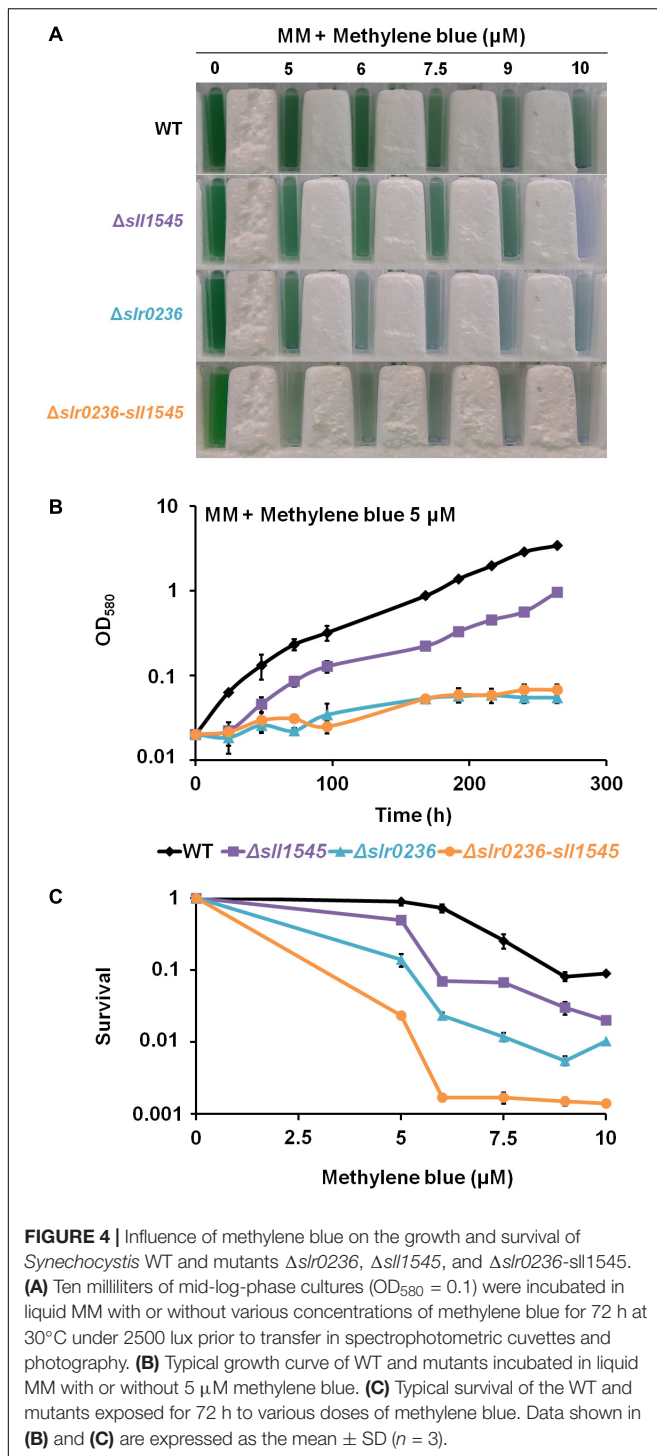 A
MM + Methylene blue (µM)
0 5 6 7.5 9 10
WT
Δsll1545
Δslr0236
Δslr0236-sll1545
B
MM + Methylene blue 5 µM
10
1
0.1
0.01
OD580
0 100 200 300
Time (h)
WT Δsll1545 Δslr0236 Δslr0236-sll1545
C
1
0.1
0.01
0.001
Survival
0 2.5 5 7.5 10
Methylene blue (µM)
FIGURE 4 | Influence of methylene blue on the growth and survival of
Synechocystis WT and mutants Δslr0236, Δsll1545, and Δslr0236-sll1545.
(A) Ten milliliters of mid-log-phase cultures (OD580 = 0.1) were incubated in
liquid MM with or without various concentrations of methylene blue for 72 h at
30°C under 2500 lux prior to transfer in spectrophotometric cuvettes and
photography. (B) Typical growth curve of WT and mutants incubated in liquid
MM with or without 5 µM methylene blue. (C) Typical survival of the WT and
mutants exposed for 72 h to various doses of methylene blue. Data shown in
(B) and (C) are expressed as the mean ± SD (n = 3).